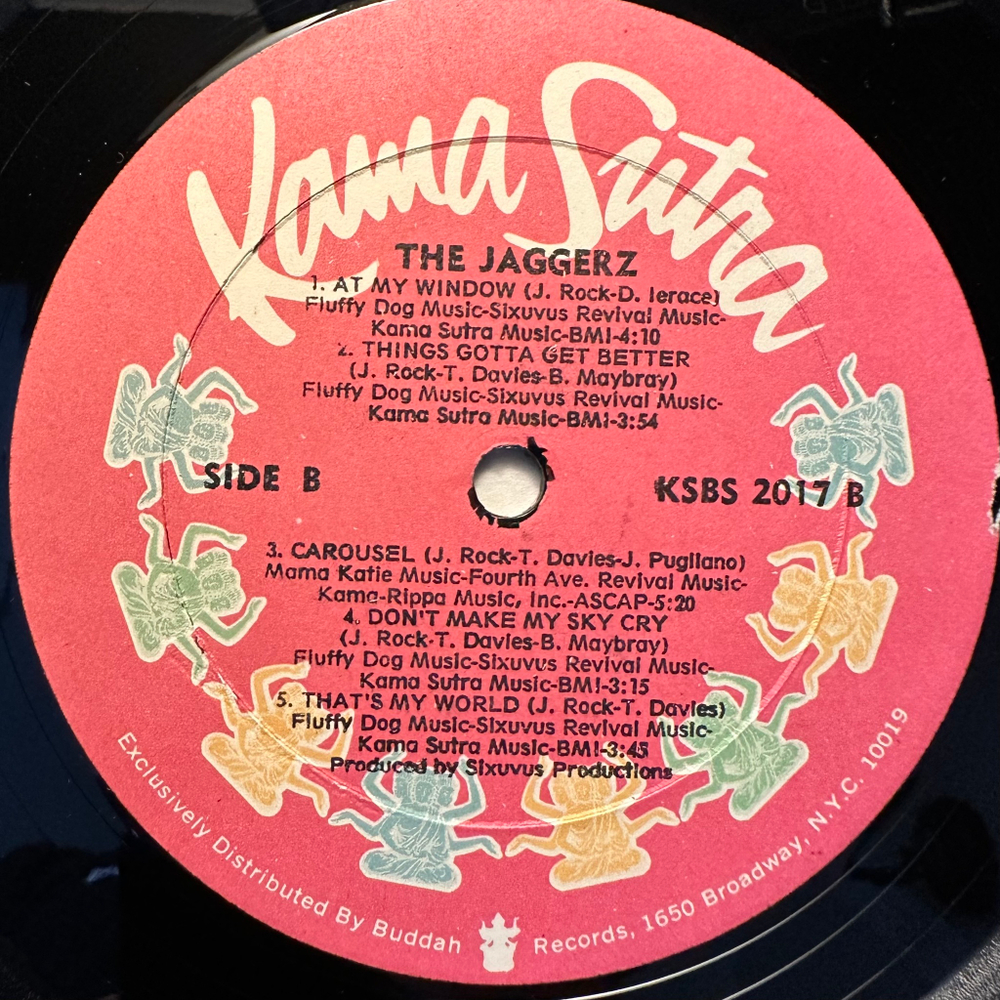 Kama Sutra
THE JAGGERZ
1. AT MY WINDOW (J. Rock-D. Ierace)
Fluffy Dog Music-Sixuvus Revival Music-
Kama Sutra Music-BMI-4:10
2. THINGS GOTTA GET BETTER
(J. Rock-T. Davies-B. Maybray)
Fluffy Dog Music-Sixuvus Revival Music-
Kama Sutra Music-BMI-3:54
SIDE B
KSBS 2017 B
3. CAROUSEL (J. Rock-T. Davies-J. Pugliano)
Mama Katie Music-Fourth Ave. Revival Music-
Kama-Rippa Music, Inc.-ASCAP-5:20
4. DON'T MAKE MY SKY CRY
(J. Rock-T. Davies-B. Maybray)
Fluffy Dog Music-Sixuvus Revival Music-
Kama Sutra Music-BMI-3:15
5. THAT'S MY WORLD (J. Rock-T. Davies)
Fluffy Dog Music-Sixuvus Revival Music-
Kama Sutra Music-BMI-3:45
Produced by Sixuvus Productions
Exclusively Distributed By Buddah Records, 1650 Broadway, N.Y.C. 10019